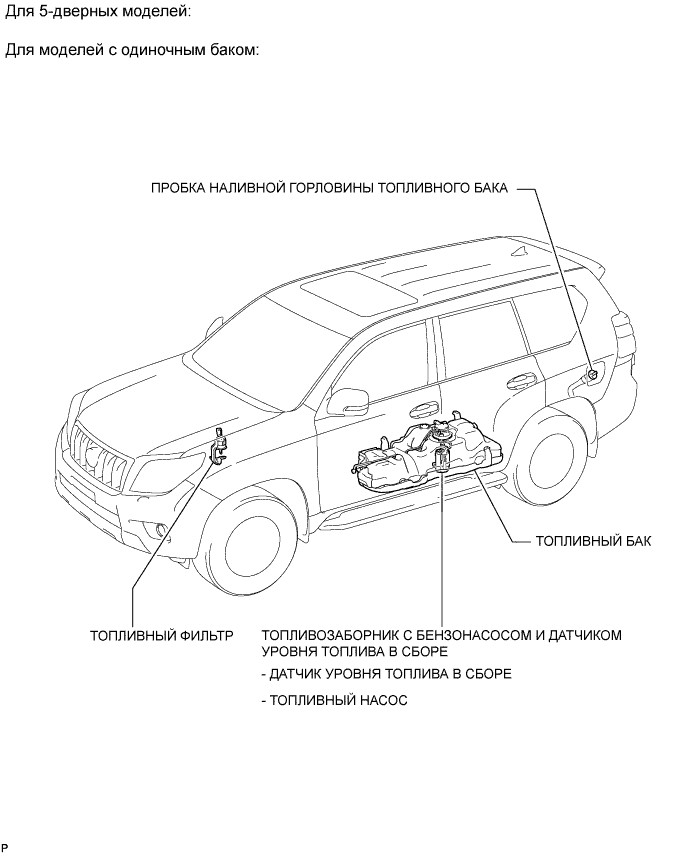 Для 5-дверных моделей:
Для моделей с одиночным баком:
ПРОБКА НАЛИВНОЙ ГОРЛОВИНЫ ТОПЛИВНОГО БАКА
ТОПЛИВНЫЙ БАК
ТОПЛИВНЫЙ ФИЛЬТР
ТОПЛИВОЗАБОРНИК С БЕНЗОНАСОСОМ И ДАТЧИКОМ
УРОВНЯ ТОПЛИВА В СБОРЕ
- ДАТЧИК УРОВНЯ ТОПЛИВА В СБОРЕ
- ТОПЛИВНЫЙ НАСОС
P